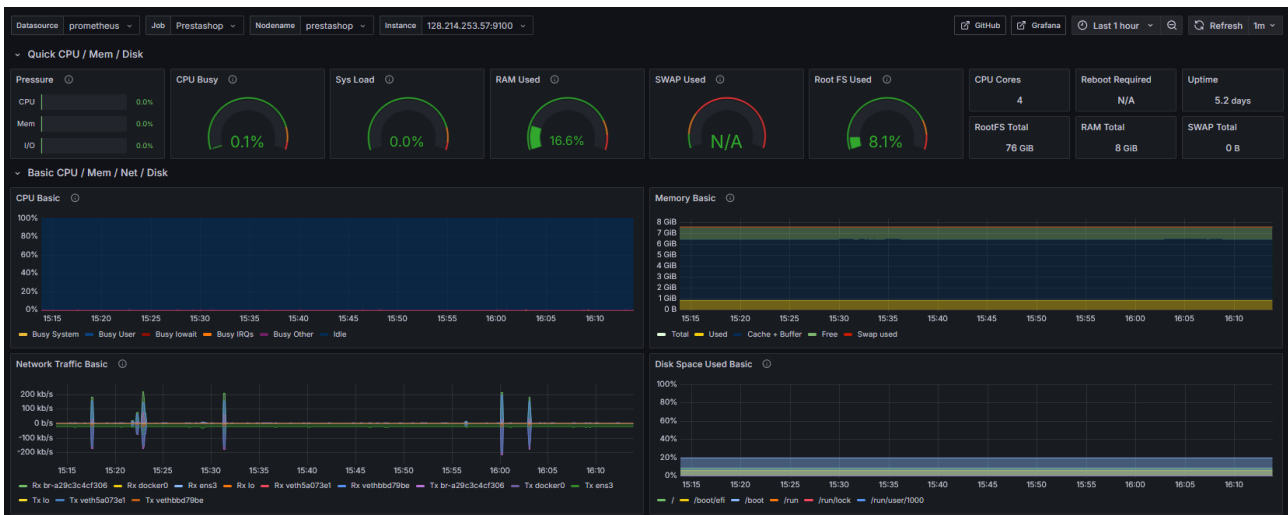 Datasource prometheus Job Prestashop Nodename prestashop Instance 128.214.253.57:9100 GitHub Grafana Last 1 hour Refresh 1m
Quick CPU / Mem / Disk
Pressure CPU Busy Sys Load RAM Used SWAP Used Root FS Used CPU Cores Reboot Required Uptime
CPU 0.0%
Mem 0.0%
I/O 0.0%
0.1% 0.0% 16.6% N/A 8.1%
4 N/A 5.2 days
RootFS Total RAM Total SWAP Total
76 GiB 8 GiB 0 B
Basic CPU / Mem / Net / Disk
CPU Basic
100%
80%
60%
40%
20%
0%
15:15 15:20 15:25 15:30 15:35 15:40 15:45 15:50 15:55 16:00 16:05 16:10
Busy System Busy User Busy Iowait Busy IRQs Busy Other Idle
Memory Basic
8 GiB
7 GiB
6 GiB
5 GiB
4 GiB
3 GiB
2 GiB
1 GiB
0 B
15:15 15:20 15:25 15:30 15:35 15:40 15:45 15:50 15:55 16:00 16:05 16:10
Total Used Cache + Buffer Free Swap used
Network Traffic Basic
200 kb/s
100 kb/s
0 b/s
-100 kb/s
-200 kb/s
15:15 15:20 15:25 15:30 15:35 15:40 15:45 15:50 15:55 16:00 16:05 16:10
Rx br-a29c3c4cf306 Rx docker0 Rx ens3 Rx lo Rx veth5a073e1 Rx vethbbd79be Tx br-a29c3c4cf306 Tx docker0 Tx ens3
Tx lo Tx veth5a073e1 Tx vethbbd79be
Disk Space Used Basic
100%
80%
60%
40%
20%
0%
15:15 15:20 15:25 15:30 15:35 15:40 15:45 15:50 15:55 16:00 16:05 16:10
/ /boot/efi /boot /run /run/lock /run/user/1000